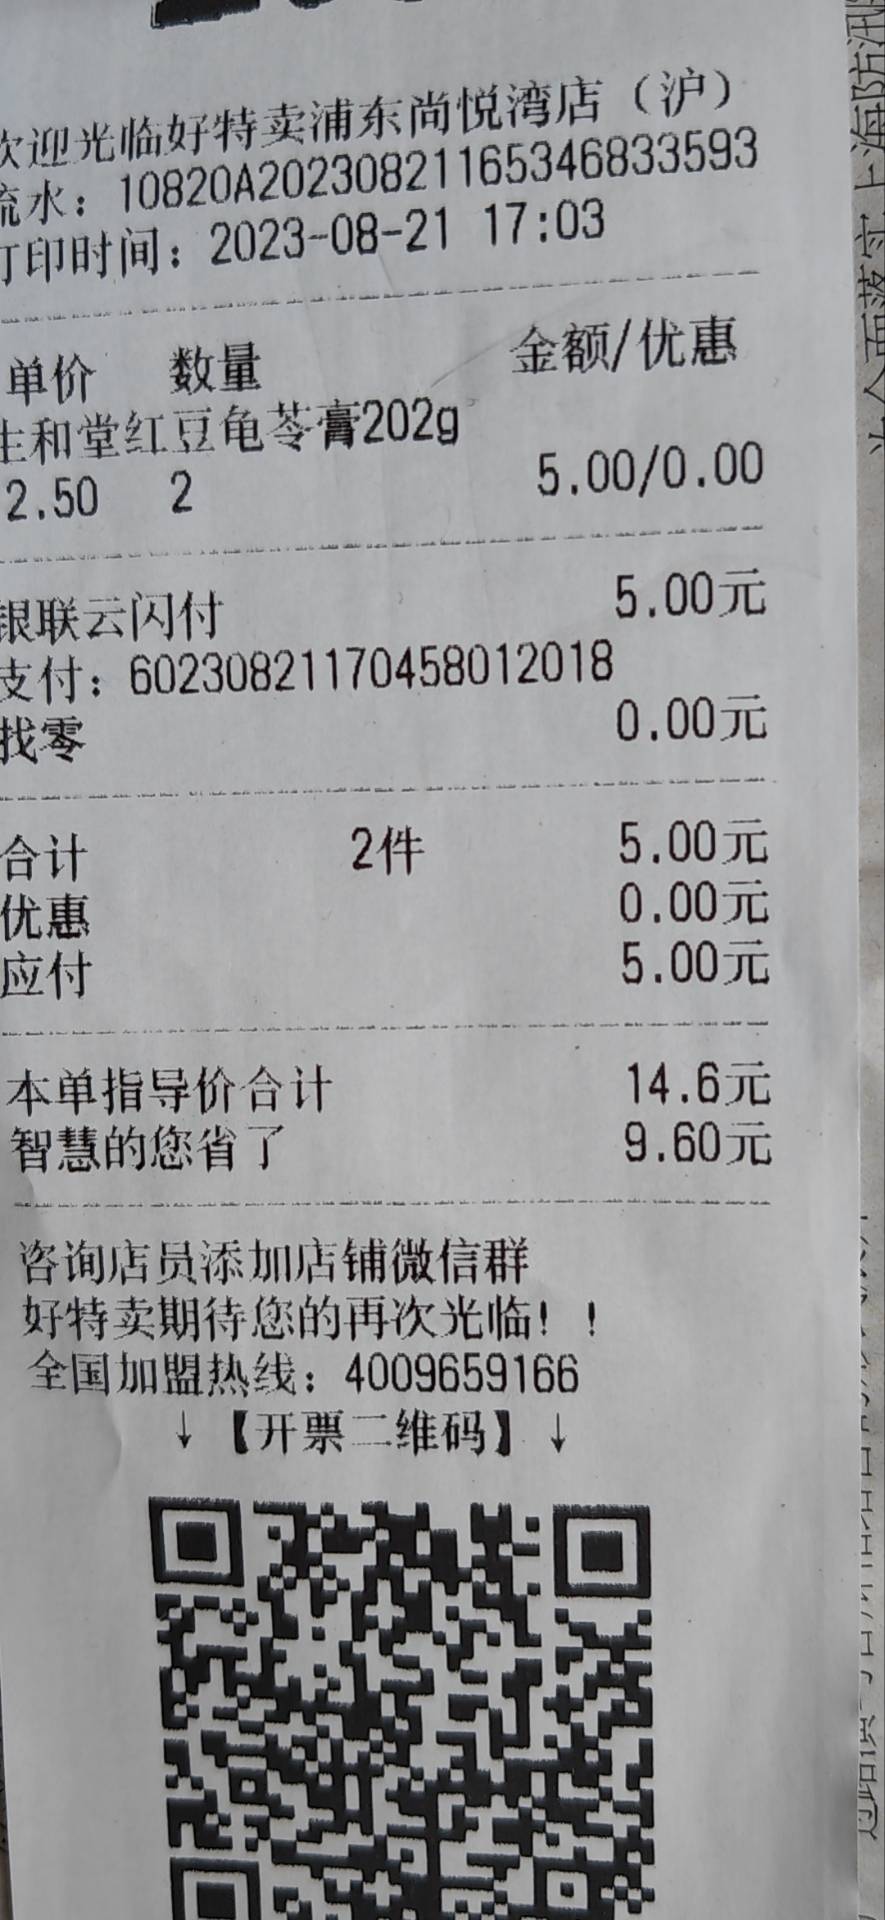 欢迎光临好特卖浦东尚悦湾店（沪）
流水：10820A20230821165346833593
打印时间：2023-08-21 17:03
单价 数量 金额/优惠
生和堂红豆龟苓膏202g
2.50 2 5.00/0.00
银联云闪付 5.00元
支付：60230821170458012018
找零 0.00元
合计 2件 5.00元
优惠 0.00元
应付 5.00元
本单指导价合计 14.6元
智慧的您省了 9.60元
咨询店员添加店铺微信群
好特卖期待您的再次光临！！
全国加盟热线：4009659166
↓【开票二维码】↓